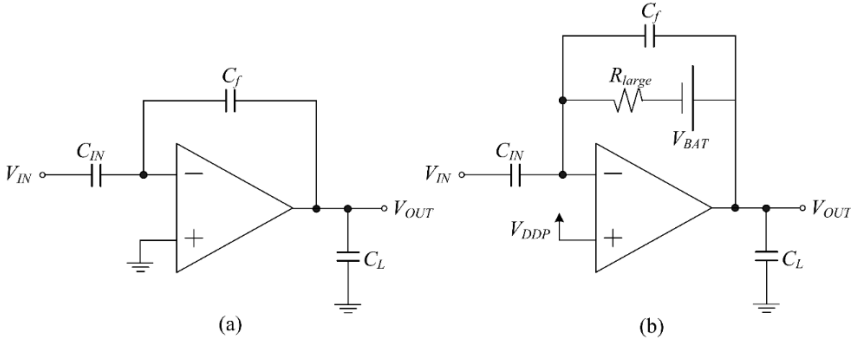 C_f
C_IN
V_IN
−
+
V_OUT
C_L
(a)
C_f
R_large
V_BAT
C_IN
V_IN
−
V_DDP
+
V_OUT
C_L
(b)